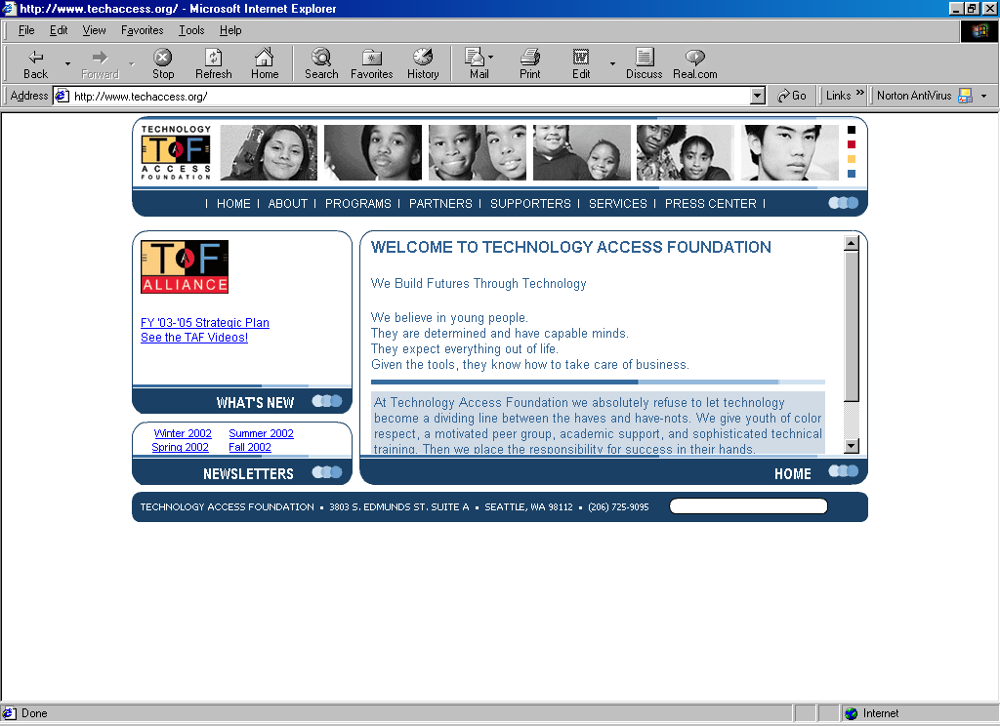 http://www.techaccess.org/ - Microsoft Internet Explorer
File Edit View Favorites Tools Help
Back Forward Stop Refresh Home Search Favorites History Mail Print Edit Discuss Real.com
Address http://www.techaccess.org/ Go Links » Norton AntiVirus
TECHNOLOGY
TAF
ACCESS
FOUNDATION
| HOME | ABOUT | PROGRAMS | PARTNERS | SUPPORTERS | SERVICES | PRESS CENTER |
TAF
ALLIANCE
FY '03-'05 Strategic Plan
See the TAF Videos!
WHAT'S NEW
Winter 2002 Summer 2002
Spring 2002 Fall 2002
NEWSLETTERS
WELCOME TO TECHNOLOGY ACCESS FOUNDATION
We Build Futures Through Technology
We believe in young people.
They are determined and have capable minds.
They expect everything out of life.
Given the tools, they know how to take care of business.
At Technology Access Foundation we absolutely refuse to let technology
become a dividing line between the haves and have-nots. We give youth of color
respect, a motivated peer group, academic support, and sophisticated technical
training. Then we place the responsibility for success in their hands.
HOME
TECHNOLOGY ACCESS FOUNDATION ▪ 3803 S. EDMUNDS ST. SUITE A ▪ SEATTLE, WA 98112 ▪ (206) 725-9095
Done Internet